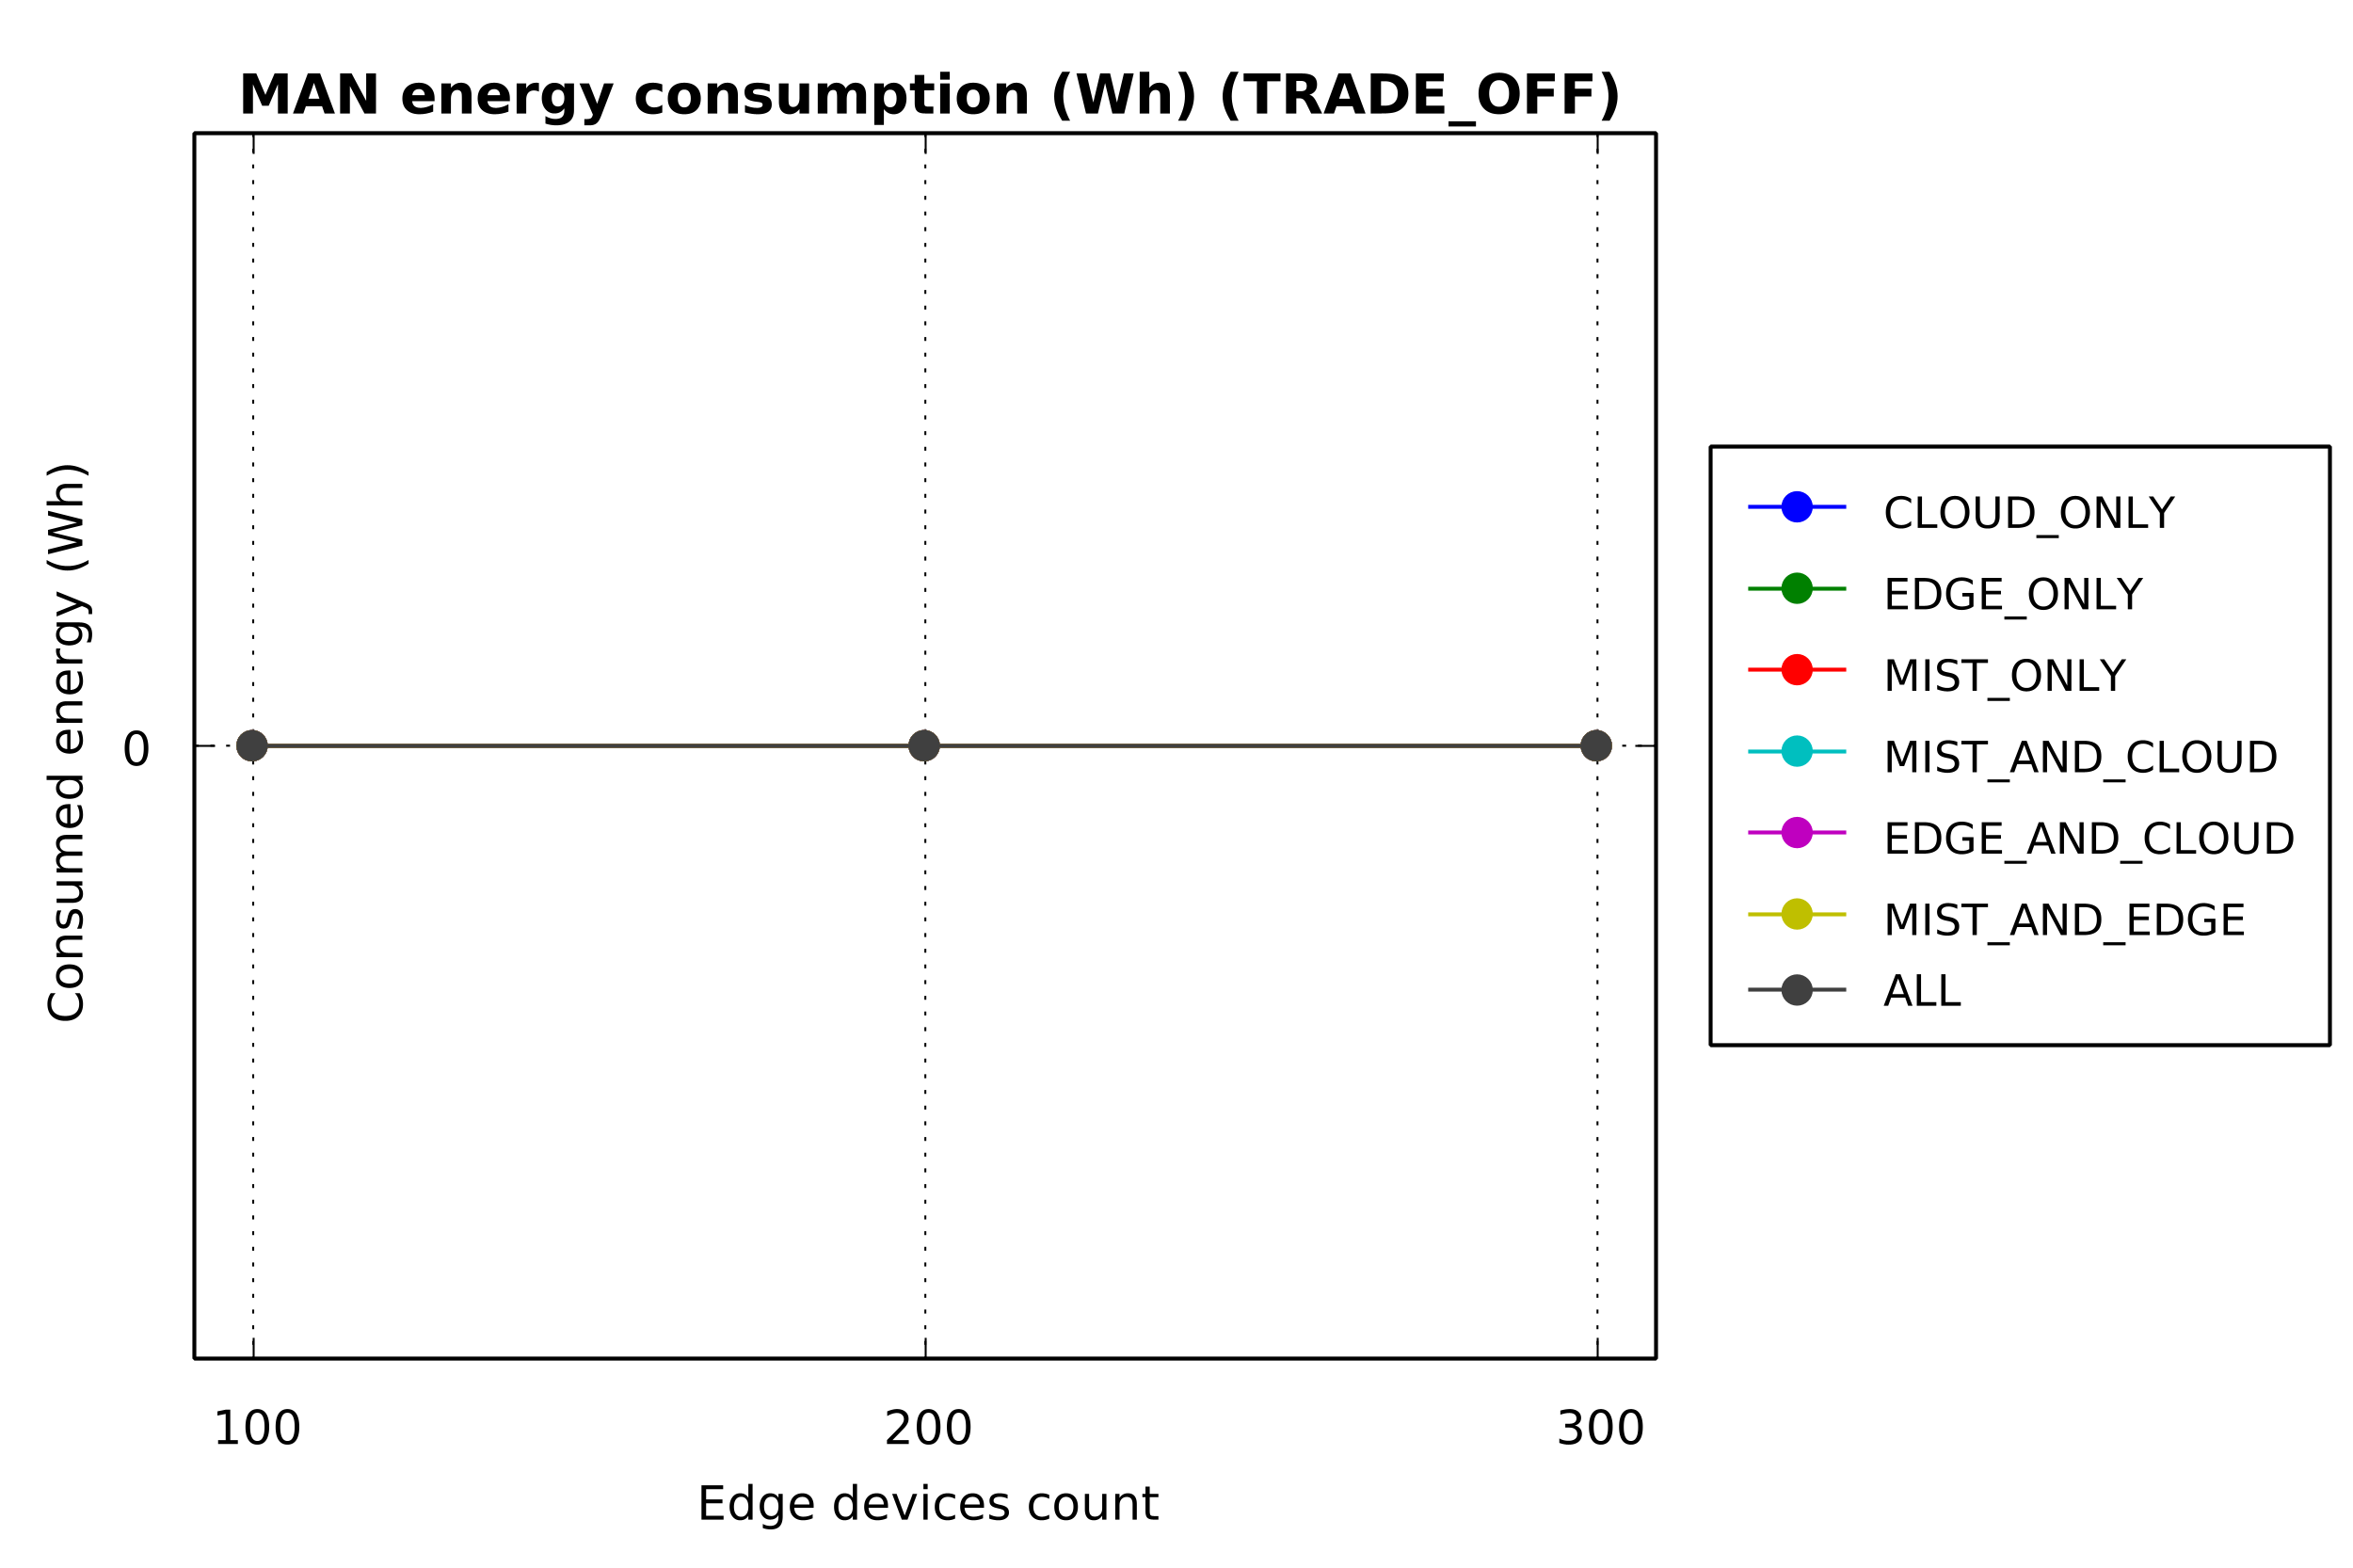 MAN energy consumption (Wh) (TRADE_OFF)
Consumed energy (Wh)
0
100
200
300
Edge devices count
CLOUD_ONLY
EDGE_ONLY
MIST_ONLY
MIST_AND_CLOUD
EDGE_AND_CLOUD
MIST_AND_EDGE
ALL